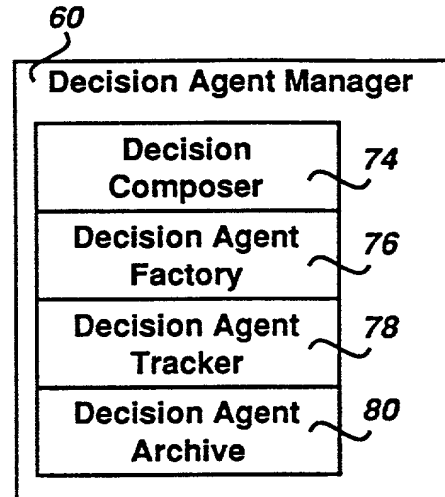 60
Decision Agent Manager
Decision
Composer
74
Decision Agent
Factory
76
Decision Agent
Tracker
78
Decision Agent
Archive
80